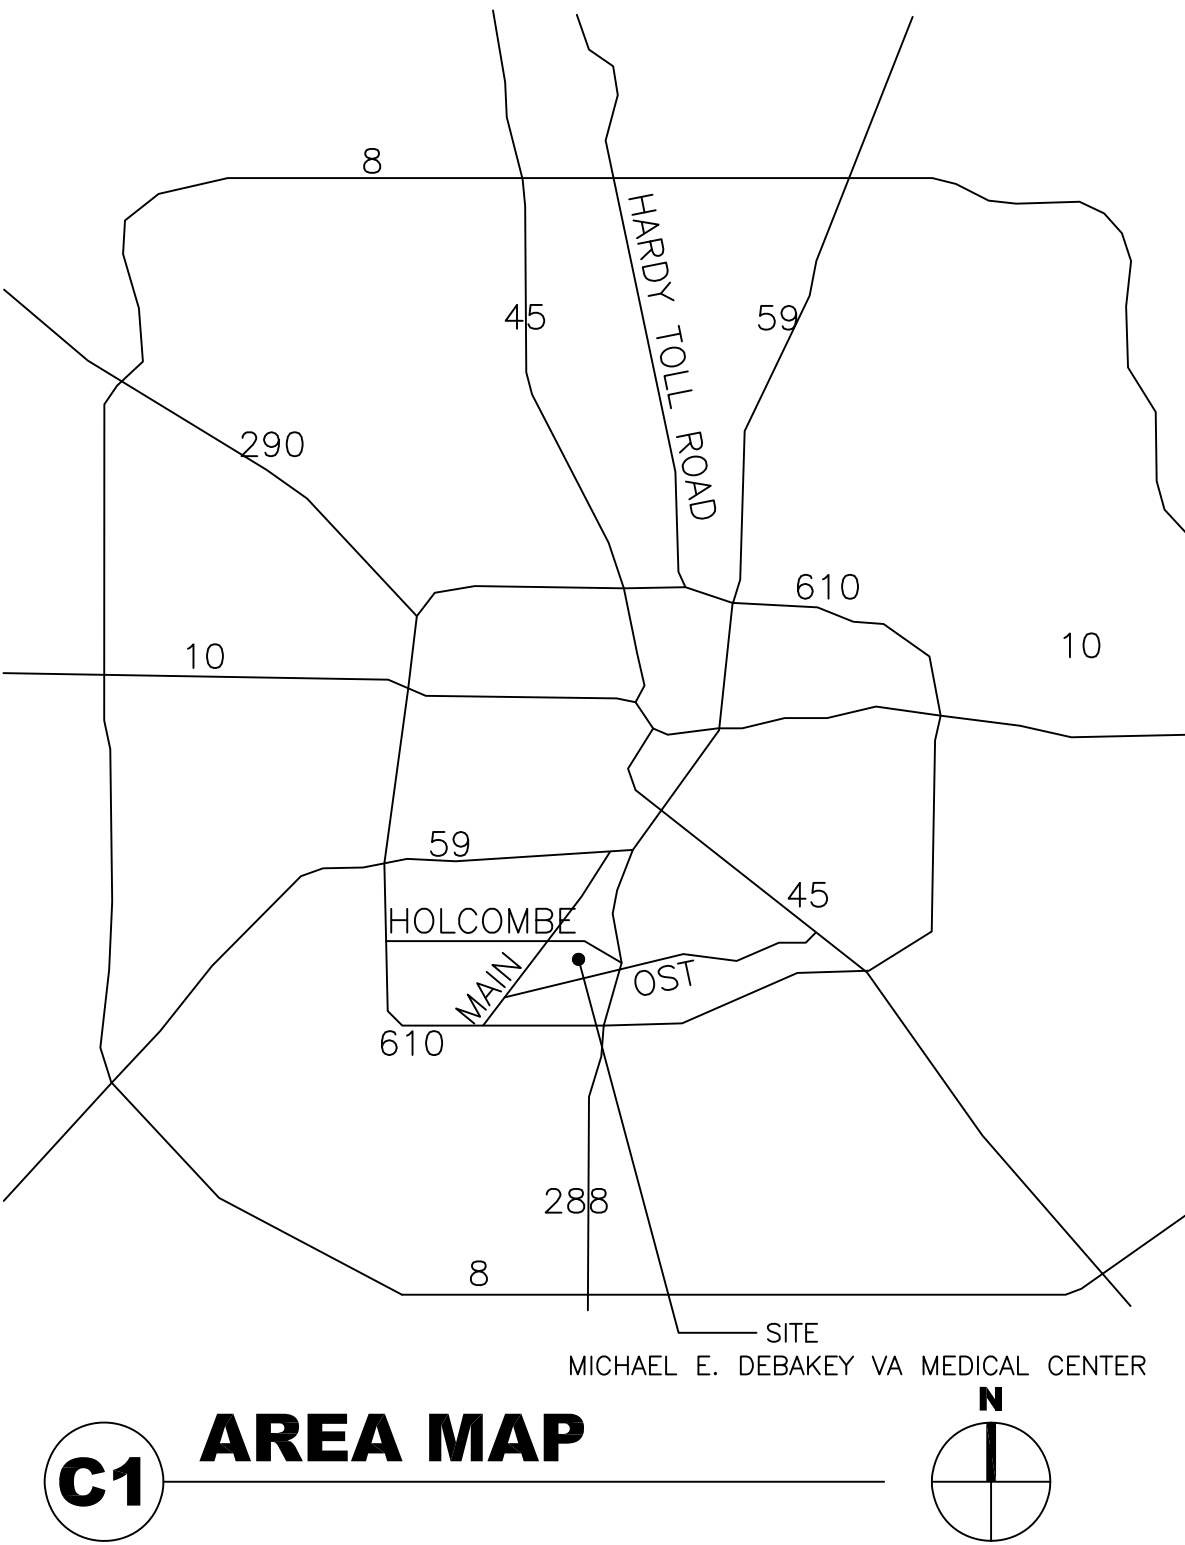 8
HARDY TOLL ROAD
45
59
290
610
10
10
59
45
HOLCOMBE
MAIN
OST
610
288
8
SITE
MICHAEL E. DEBAKEY VA MEDICAL CENTER
N
AREA MAP
C1